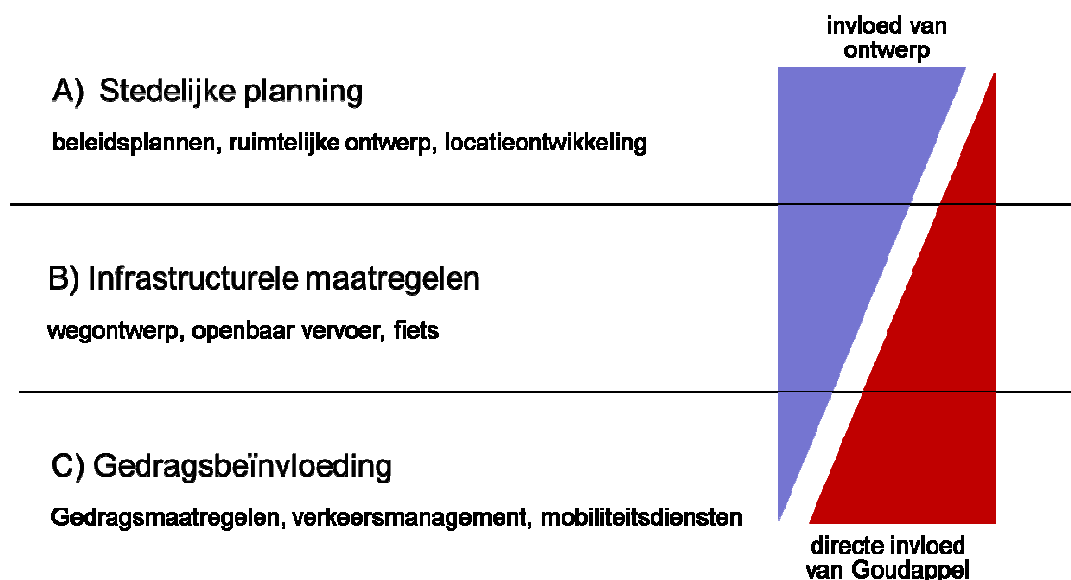 invloed van
ontwerp
A) Stedelijke planning
beleidsplannen, ruimtelijke ontwerp, locatieontwikkeling
B) Infrastructurele maatregelen
wegontwerp, openbaar vervoer, fiets
C) Gedragsbeïnvloeding
Gedragsmaatregelen, verkeersmanagement, mobiliteitsdiensten
directe invloed
van Goudappel